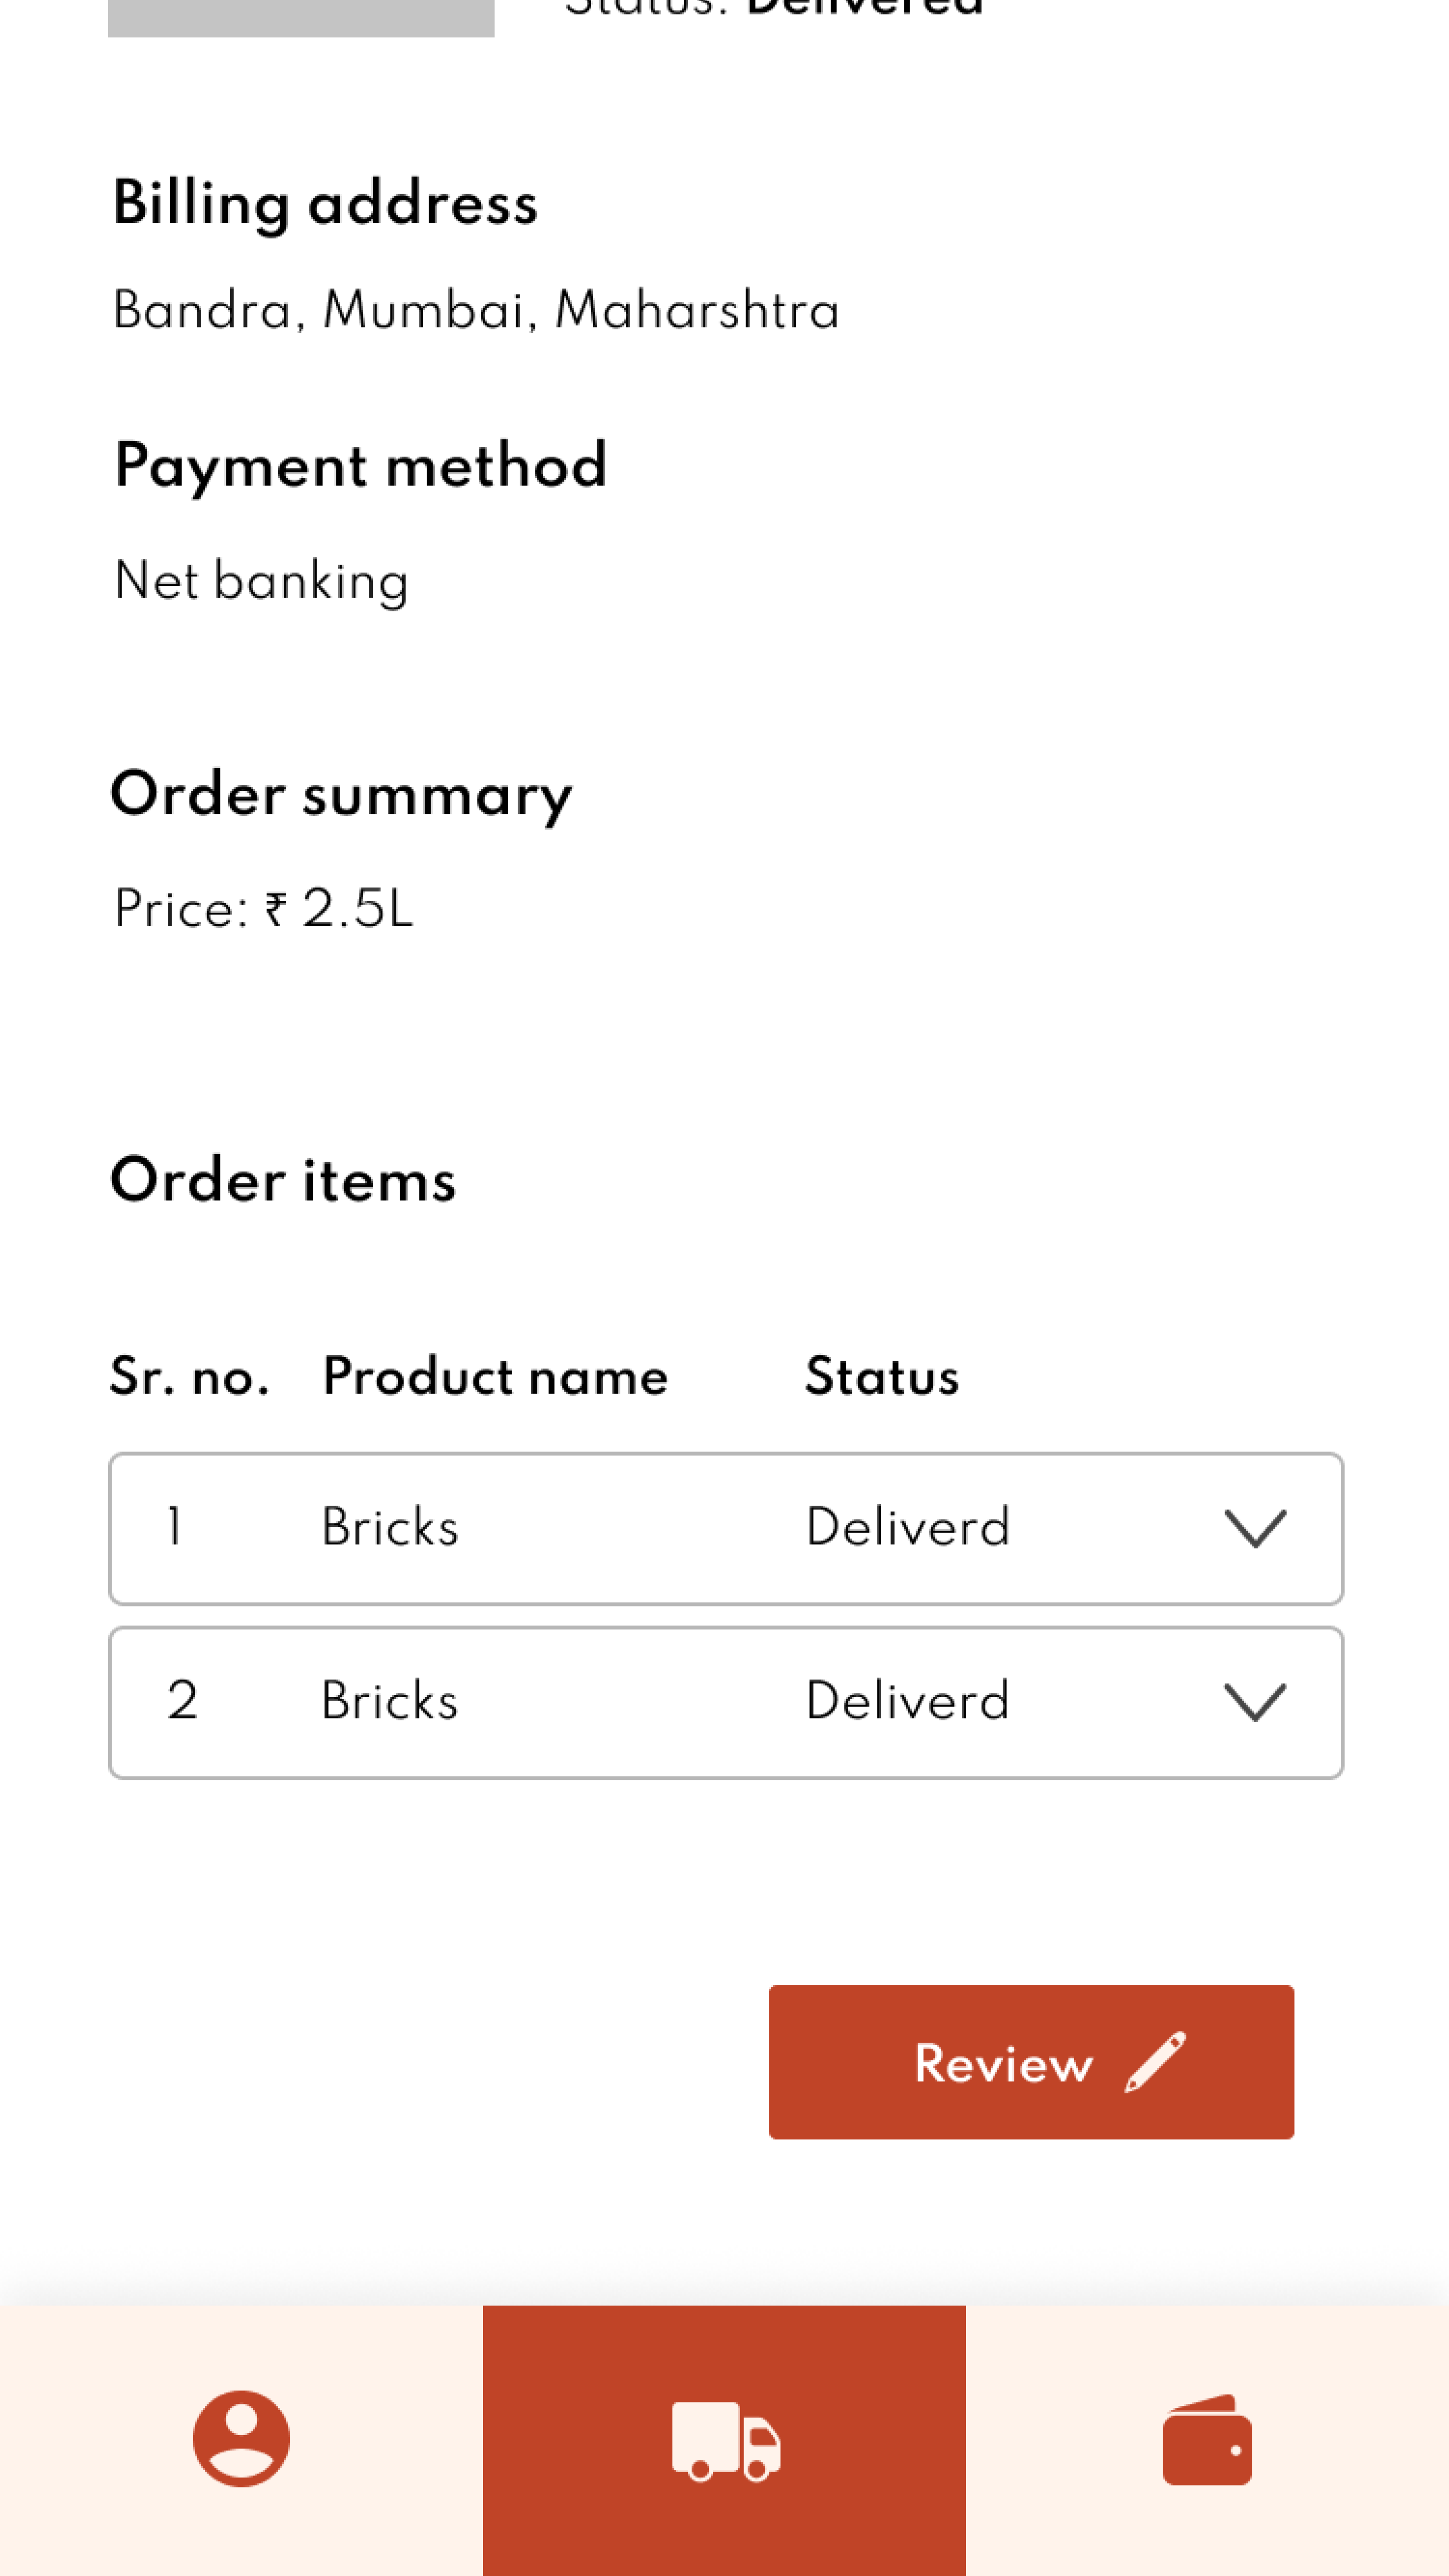 Status: Delivered
Billing address
Bandra, Mumbai, Maharshtra
Payment method
Net banking
Order summary
Price: ₹ 2.5L
Order items
Sr. no. Product name Status
1 Bricks Deliverd
2 Bricks Deliverd
Review